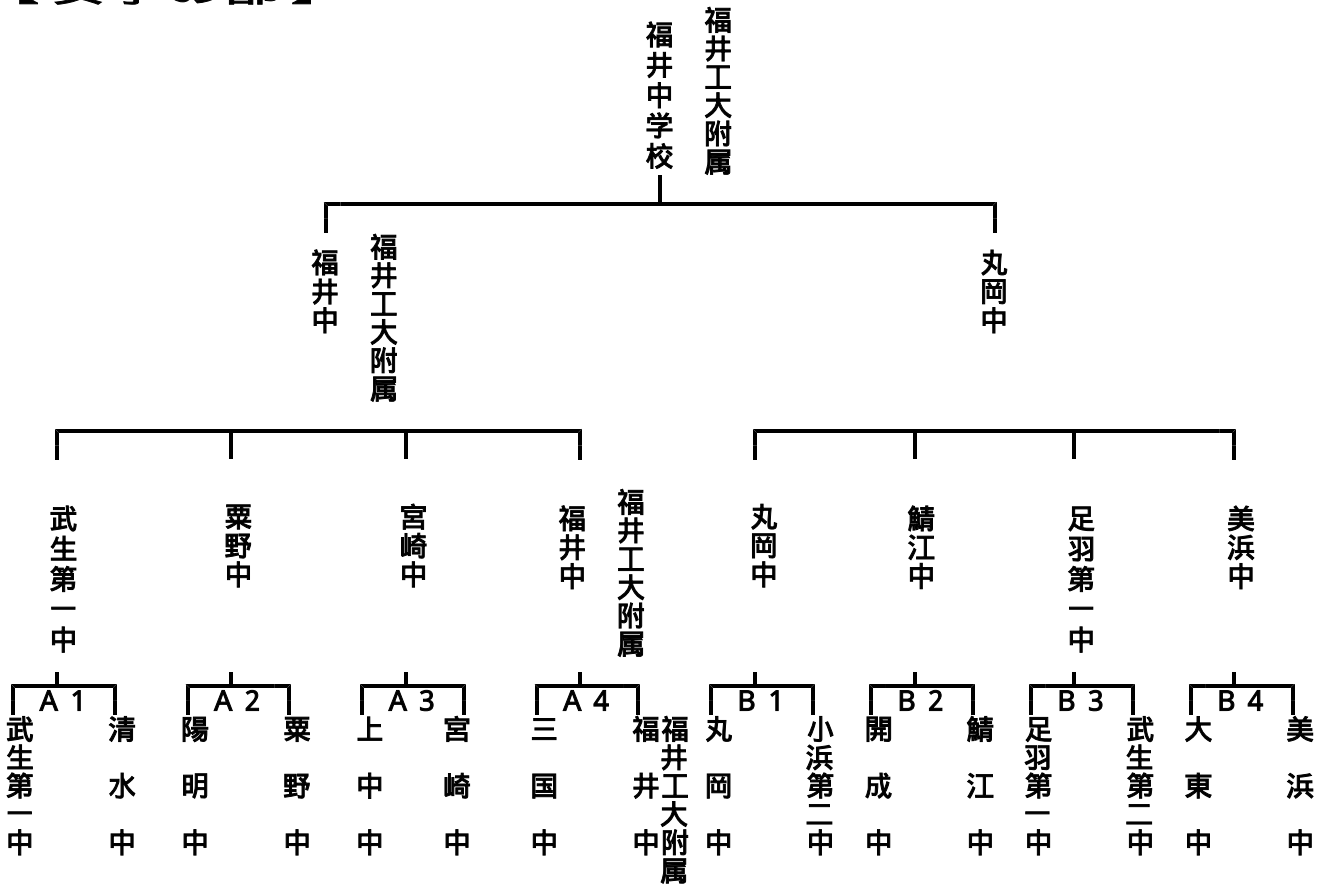 福井工大附属
福井中学校
福井工大附属
福井中
丸岡中
武生第一中
粟野中
宮崎中
福井工大附属
福井中
丸岡中
鯖江中
足羽第一中
美浜中
A1
A2
A3
A4
B1
B2
B3
B4
武生第一中
清水中
陽明中
粟野中
上中中
宮崎中
三国中
福井工大附属
福井中
丸岡中
小浜第二中
開成中
鯖江中
足羽第一中
武生第二中
大東中
美浜中